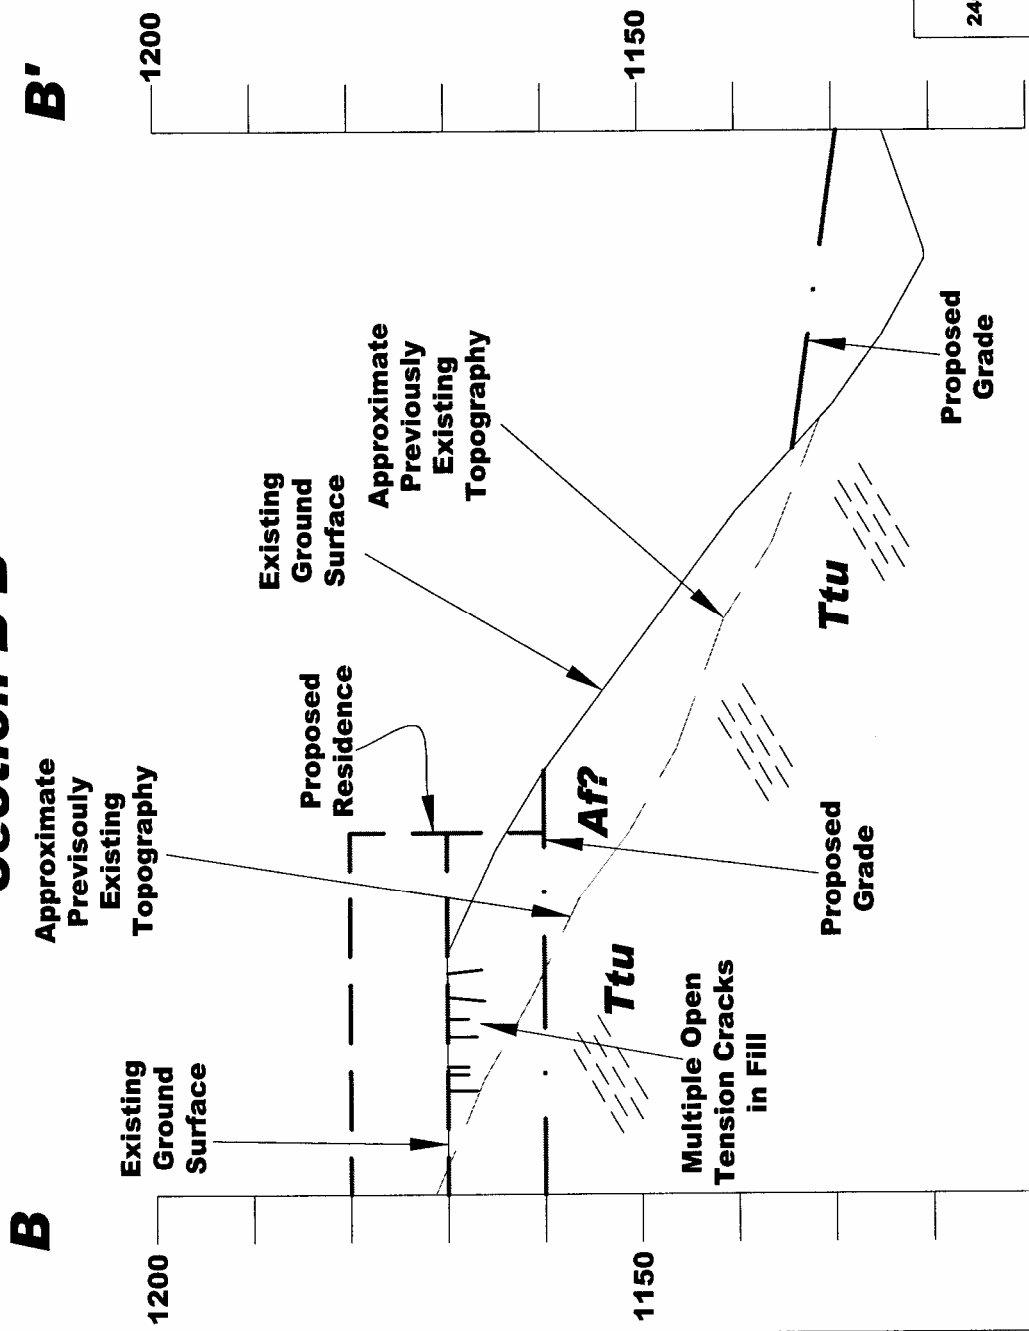 B
B'
1200
1200
1150
1150
Approximate
Previsouly
Existing
Topography
Existing
Ground
Surface
Proposed
Residence
Existing
Ground
Surface
Approximate
Previously
Existing
Topography
Ttu
Af?
Ttu
Ttu
Multiple Open
Tension Cracks
in Fill
Proposed
Grade
Proposed
Grade
24